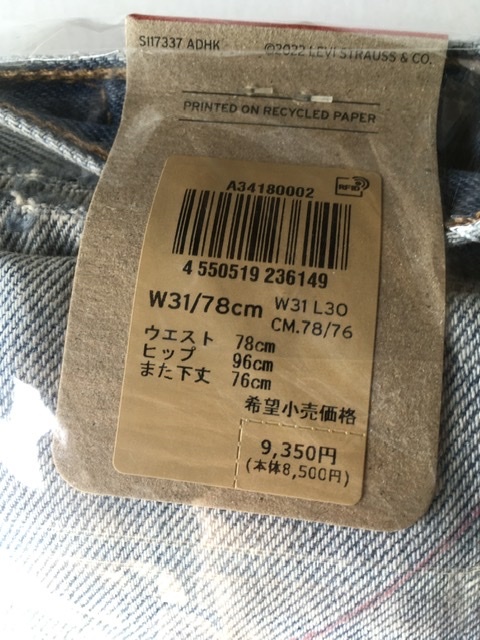 S117337 ADHK ©2022 LEVI STRAUSS & CO.
PRINTED ON RECYCLED PAPER
RFID
A34180002
4 550519 236149
W31/78cm W31 L30
CM.78/76
ウエスト 78cm
ヒップ 96cm
また下丈 76cm
希望小売価格
9,350円
(本体8,500円)